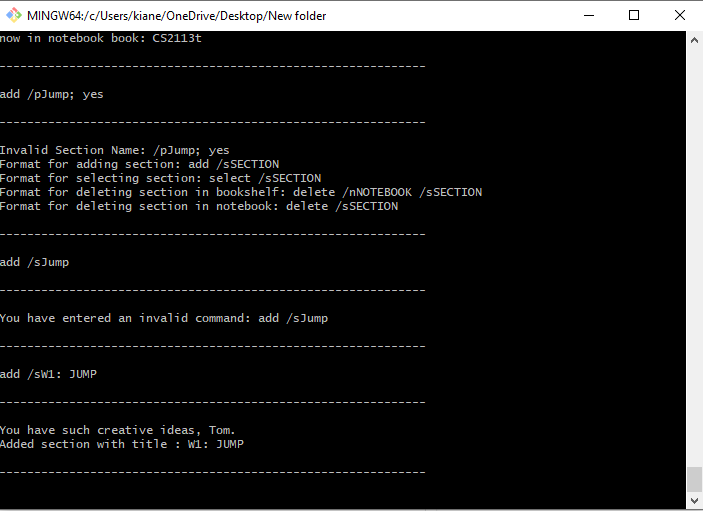 MINGW64:/c/Users/kiane/OneDrive/Desktop/New folder
now in notebook book: CS2113t
-------------------------------------------------------------
add /pJump; yes
-------------------------------------------------------------
Invalid Section Name: /pJump; yes
Format for adding section: add /sSECTION
Format for selecting section: select /sSECTION
Format for deleting section in bookshelf: delete /nNOTEBOOK /sSECTION
Format for deleting section in notebook: delete /sSECTION
-------------------------------------------------------------
add /sJump
-------------------------------------------------------------
You have entered an invalid command: add /sJump
-------------------------------------------------------------
add /sW1: JUMP
-------------------------------------------------------------
You have such creative ideas, Tom.
Added section with title : W1: JUMP
-------------------------------------------------------------